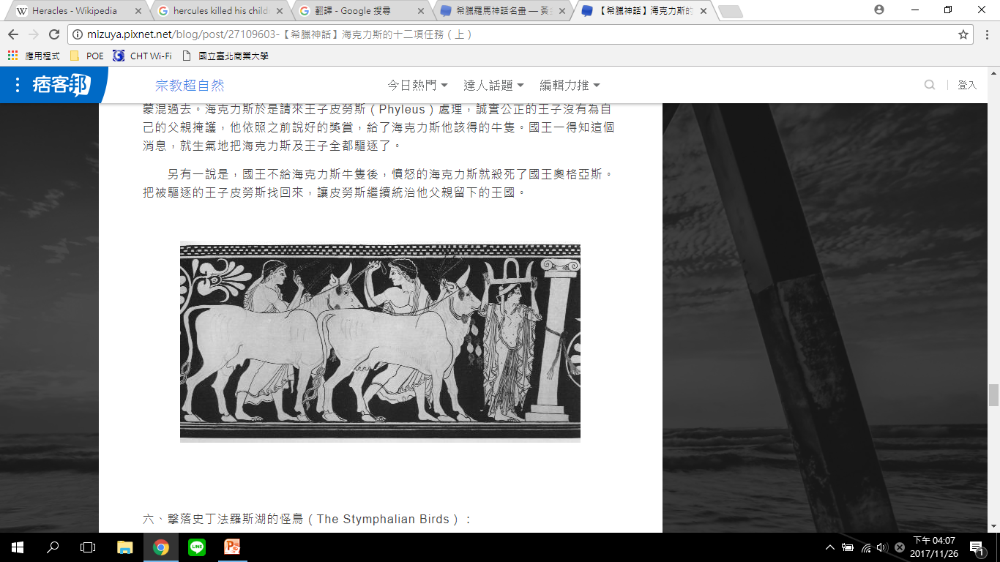 Heracles - Wikipedia
hercules killed his child
翻譯 - Google 搜尋
希臘羅馬神話名畫 — 黃
【希臘神話】海克力斯的
mizuya.pixnet.net/blog/post/27109603-【希臘神話】海克力斯的十二項任務（上）
應用程式
POE
CHT Wi-Fi
國立臺北商業大學
痞客邦
宗教超自然
今日熱門
達人話題
編輯力推
登入
蒙混過去。海克力斯於是請來王子皮勞斯（Phyleus）處理，誠實公正的王子沒有為自
己的父親掩護，他依照之前說好的獎賞，給了海克力斯他該得的牛隻。國王一得知這個
消息，就生氣地把海克力斯及王子全都驅逐了。
另有一說是，國王不給海克力斯牛隻後，憤怒的海克力斯就殺死了國王奧格亞斯。
把被驅逐的王子皮勞斯找回來，讓皮勞斯繼續統治他父親留下的王國。
六、擊落史丁法羅斯湖的怪鳥（The Stymphalian Birds）：
下午 04:07
2017/11/26
1